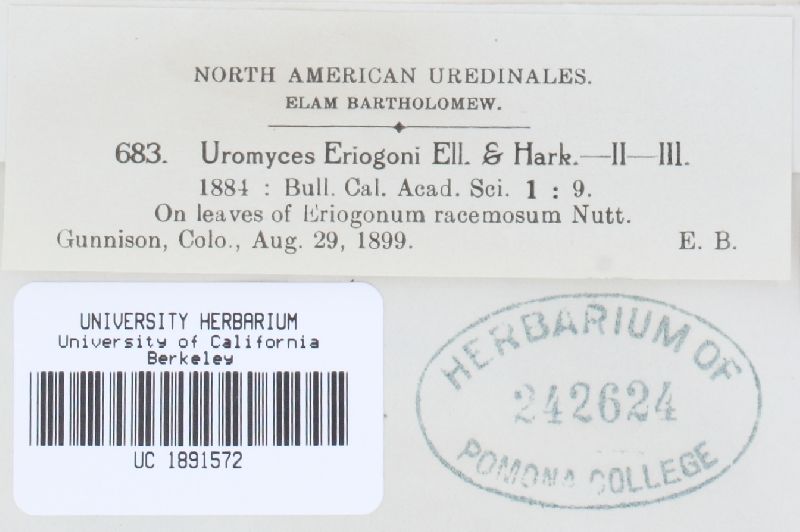 NORTH AMERICAN UREDINALES.
ELAM BARTHOLOMEW.
683. Uromyces Eriogoni Ell. & Hark.—II—III.
1884 : Bull. Cal. Acad. Sci. 1 : 9.
On leaves of Eriogonum racemosum Nutt.
Gunnison, Colo., Aug. 29, 1899. E. B.
UNIVERSITY HERBARIUM
University of California
Berkeley
UC 1891572
HERBARIUM OF
242624
POMONA COLLEGE